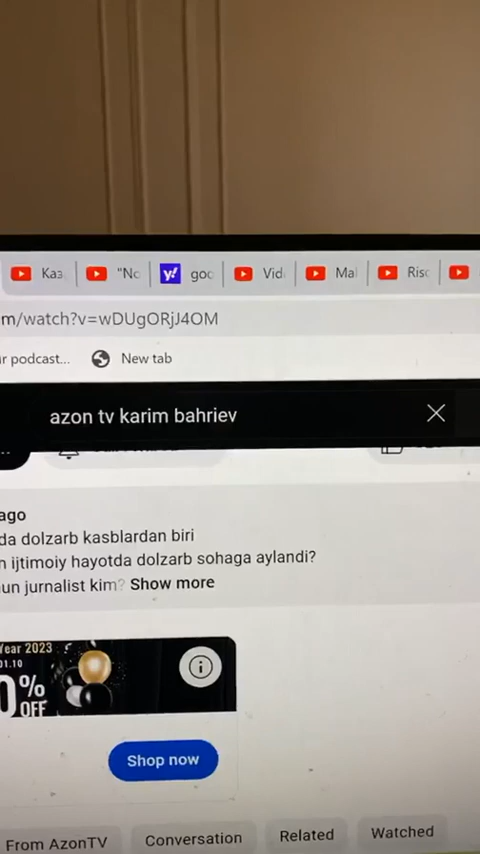 Каз "No y! goo Vid Mal Risc
m/watch?v=wDUgORjJ4OM
ir podcast... New tab
azon tv karim bahriev
ago
da dolzarb kasblardan biri
n ijtimoiy hayotda dolzarb sohaga aylandi?
un jurnalist kim? Show more
Year 2023
01.10
0%
OFF
Shop now
From AzonTV Conversation Related Watched